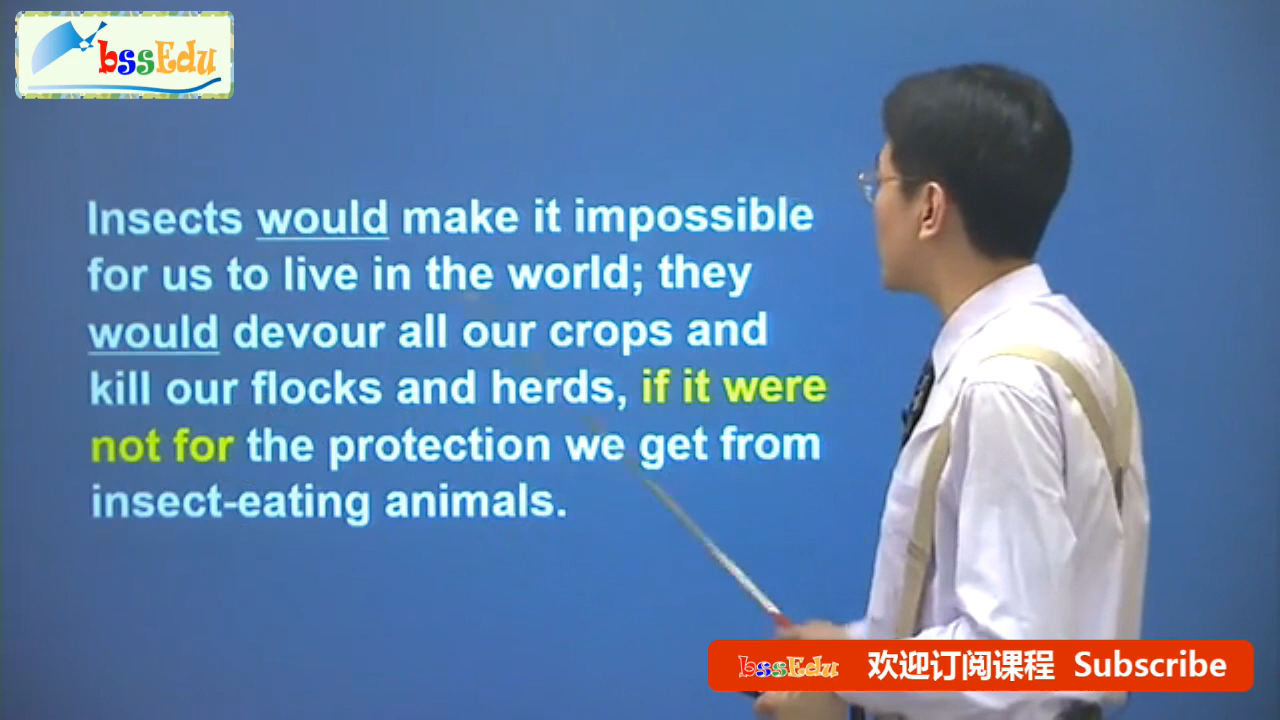 bssEdu
Insects would make it impossible
for us to live in the world; they
would devour all our crops and
kill our flocks and herds, if it were
not for the protection we get from
insect-eating animals.
bssEdu 欢迎订阅课程 Subscribe